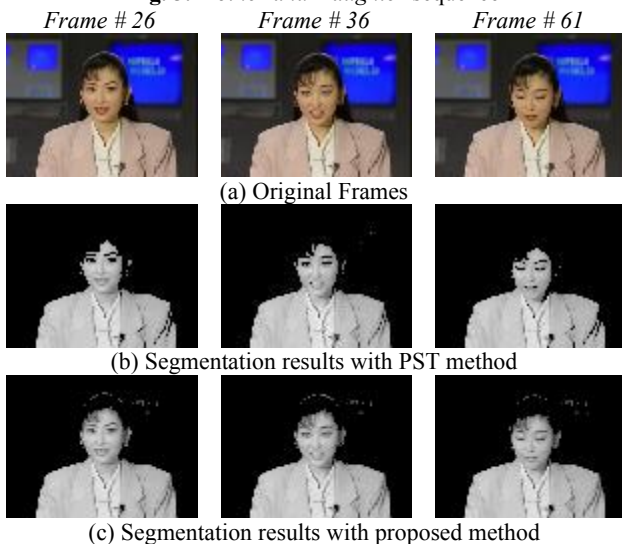 Frame # 26 Frame # 36 Frame # 61
(a) Original Frames
(b) Segmentation results with PST method
(c) Segmentation results with proposed method